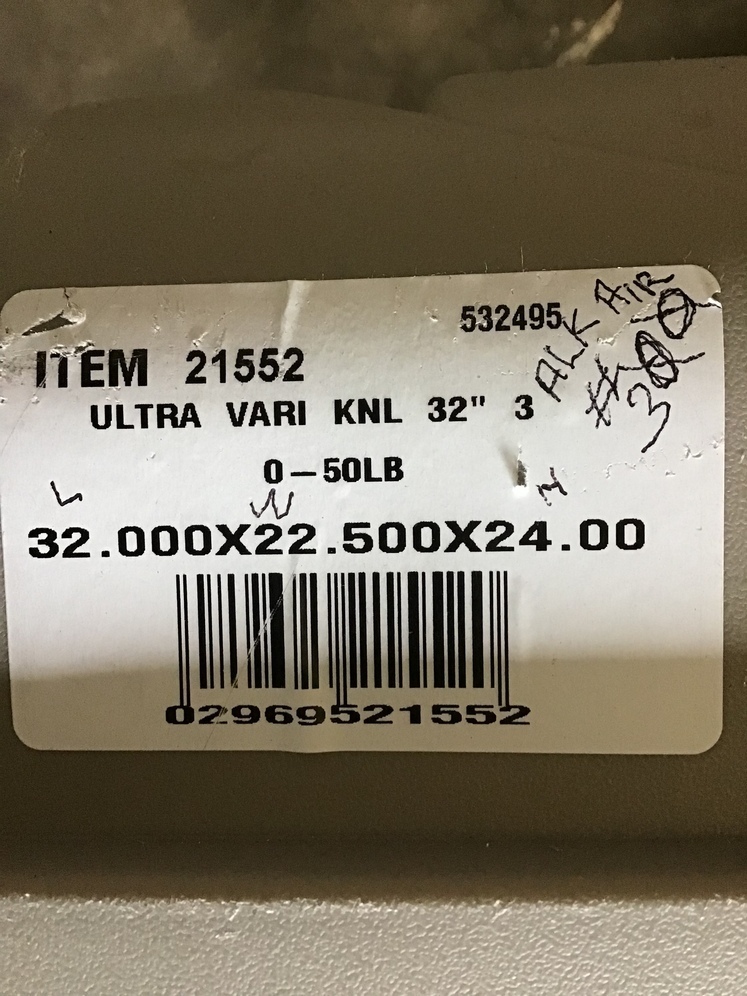 532495
ALK AIR
#300
ITEM 21552
ULTRA VARI KNL 32" 3
0-50LB
L W
32.000X22.500X24.00
02969521552